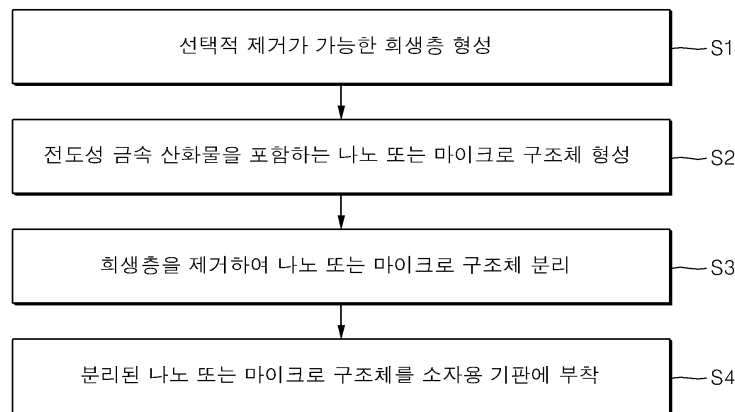 선택적 제거가 가능한 희생층 형성
S1
전도성 금속 산화물을 포함하는 나노 또는 마이크로 구조체 형성
S2
희생층을 제거하여 나노 또는 마이크로 구조체 분리
S3
분리된 나노 또는 마이크로 구조체를 소자용 기판에 부착
S4